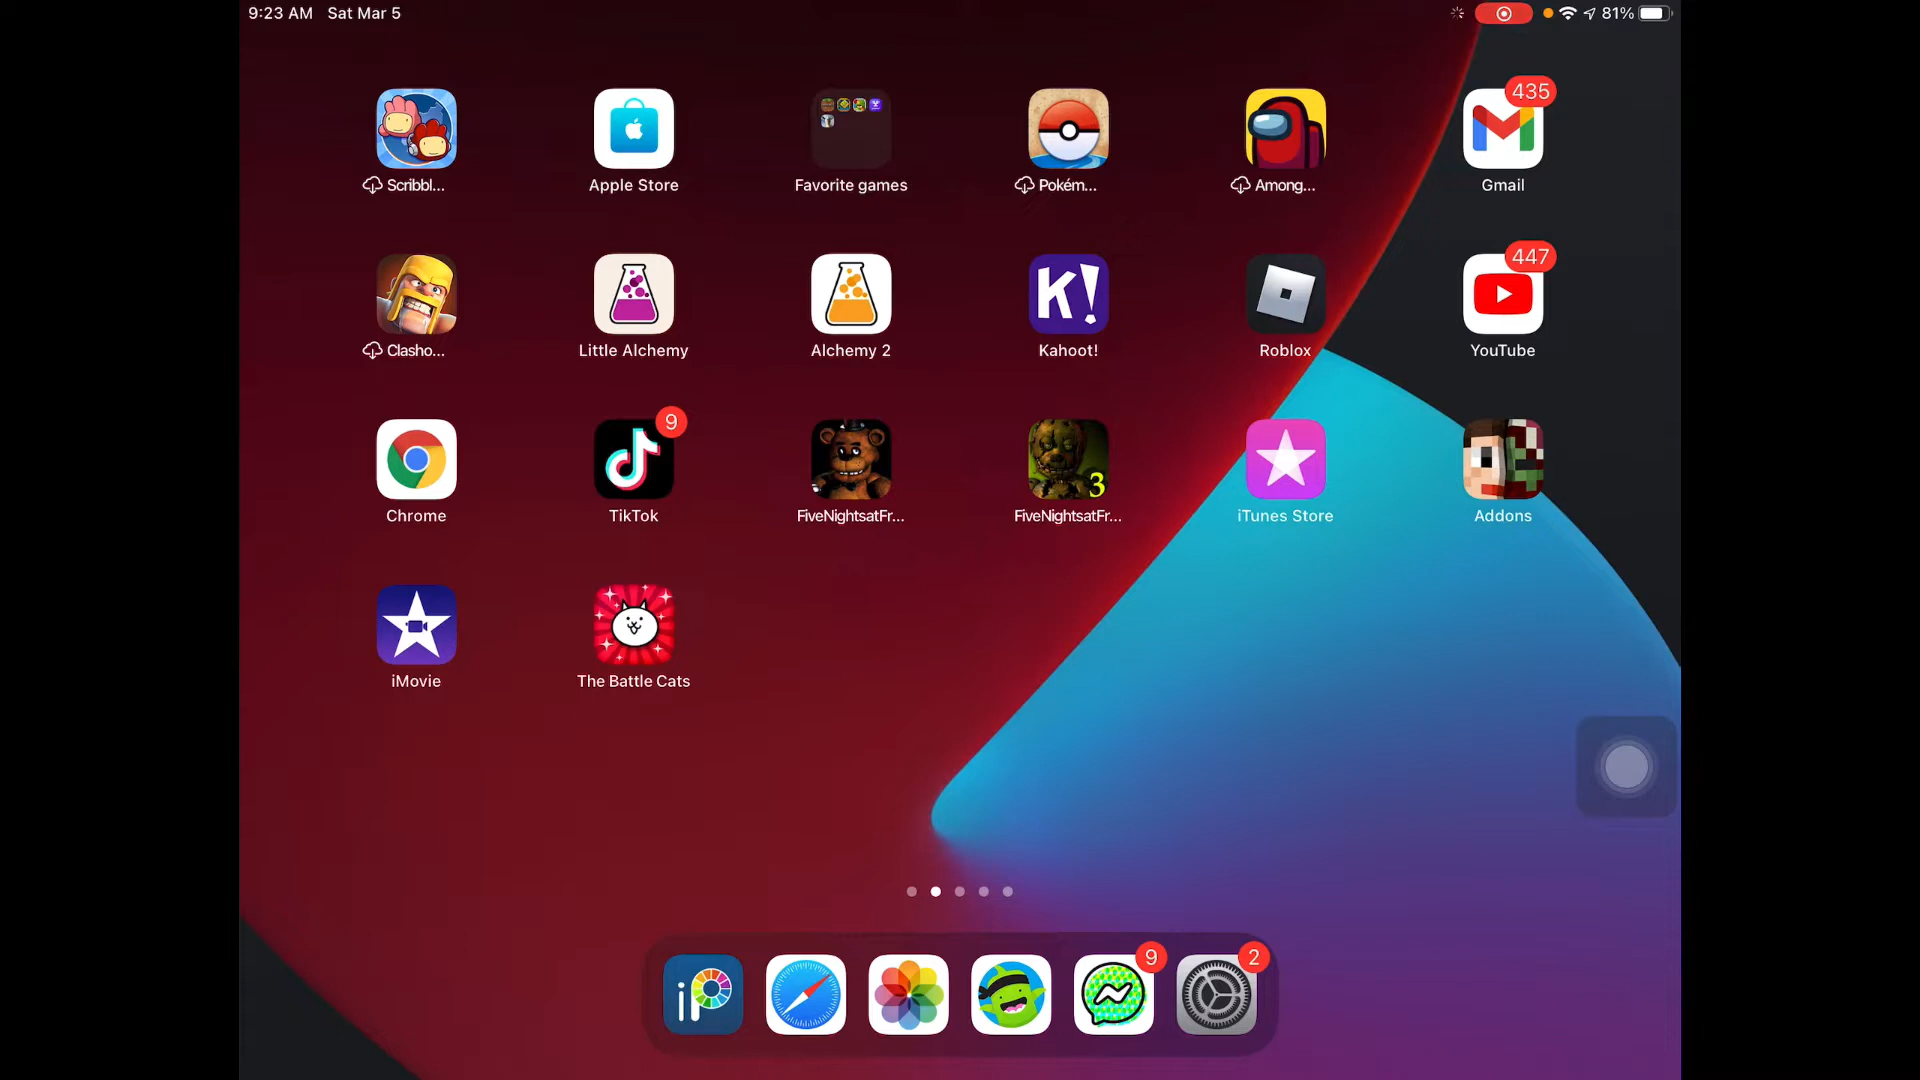 9:23 AM Sat Mar 5
81%
435
Scribbl...
Apple Store
Favorite games
Pokém...
Among...
Gmail
447
K!
Clasho...
Little Alchemy
Alchemy 2
Kahoot!
Roblox
YouTube
9
3
Chrome
TikTok
FiveNightsatFr...
FiveNightsatFr...
iTunes Store
Addons
iMovie
The Battle Cats
9
2
iP